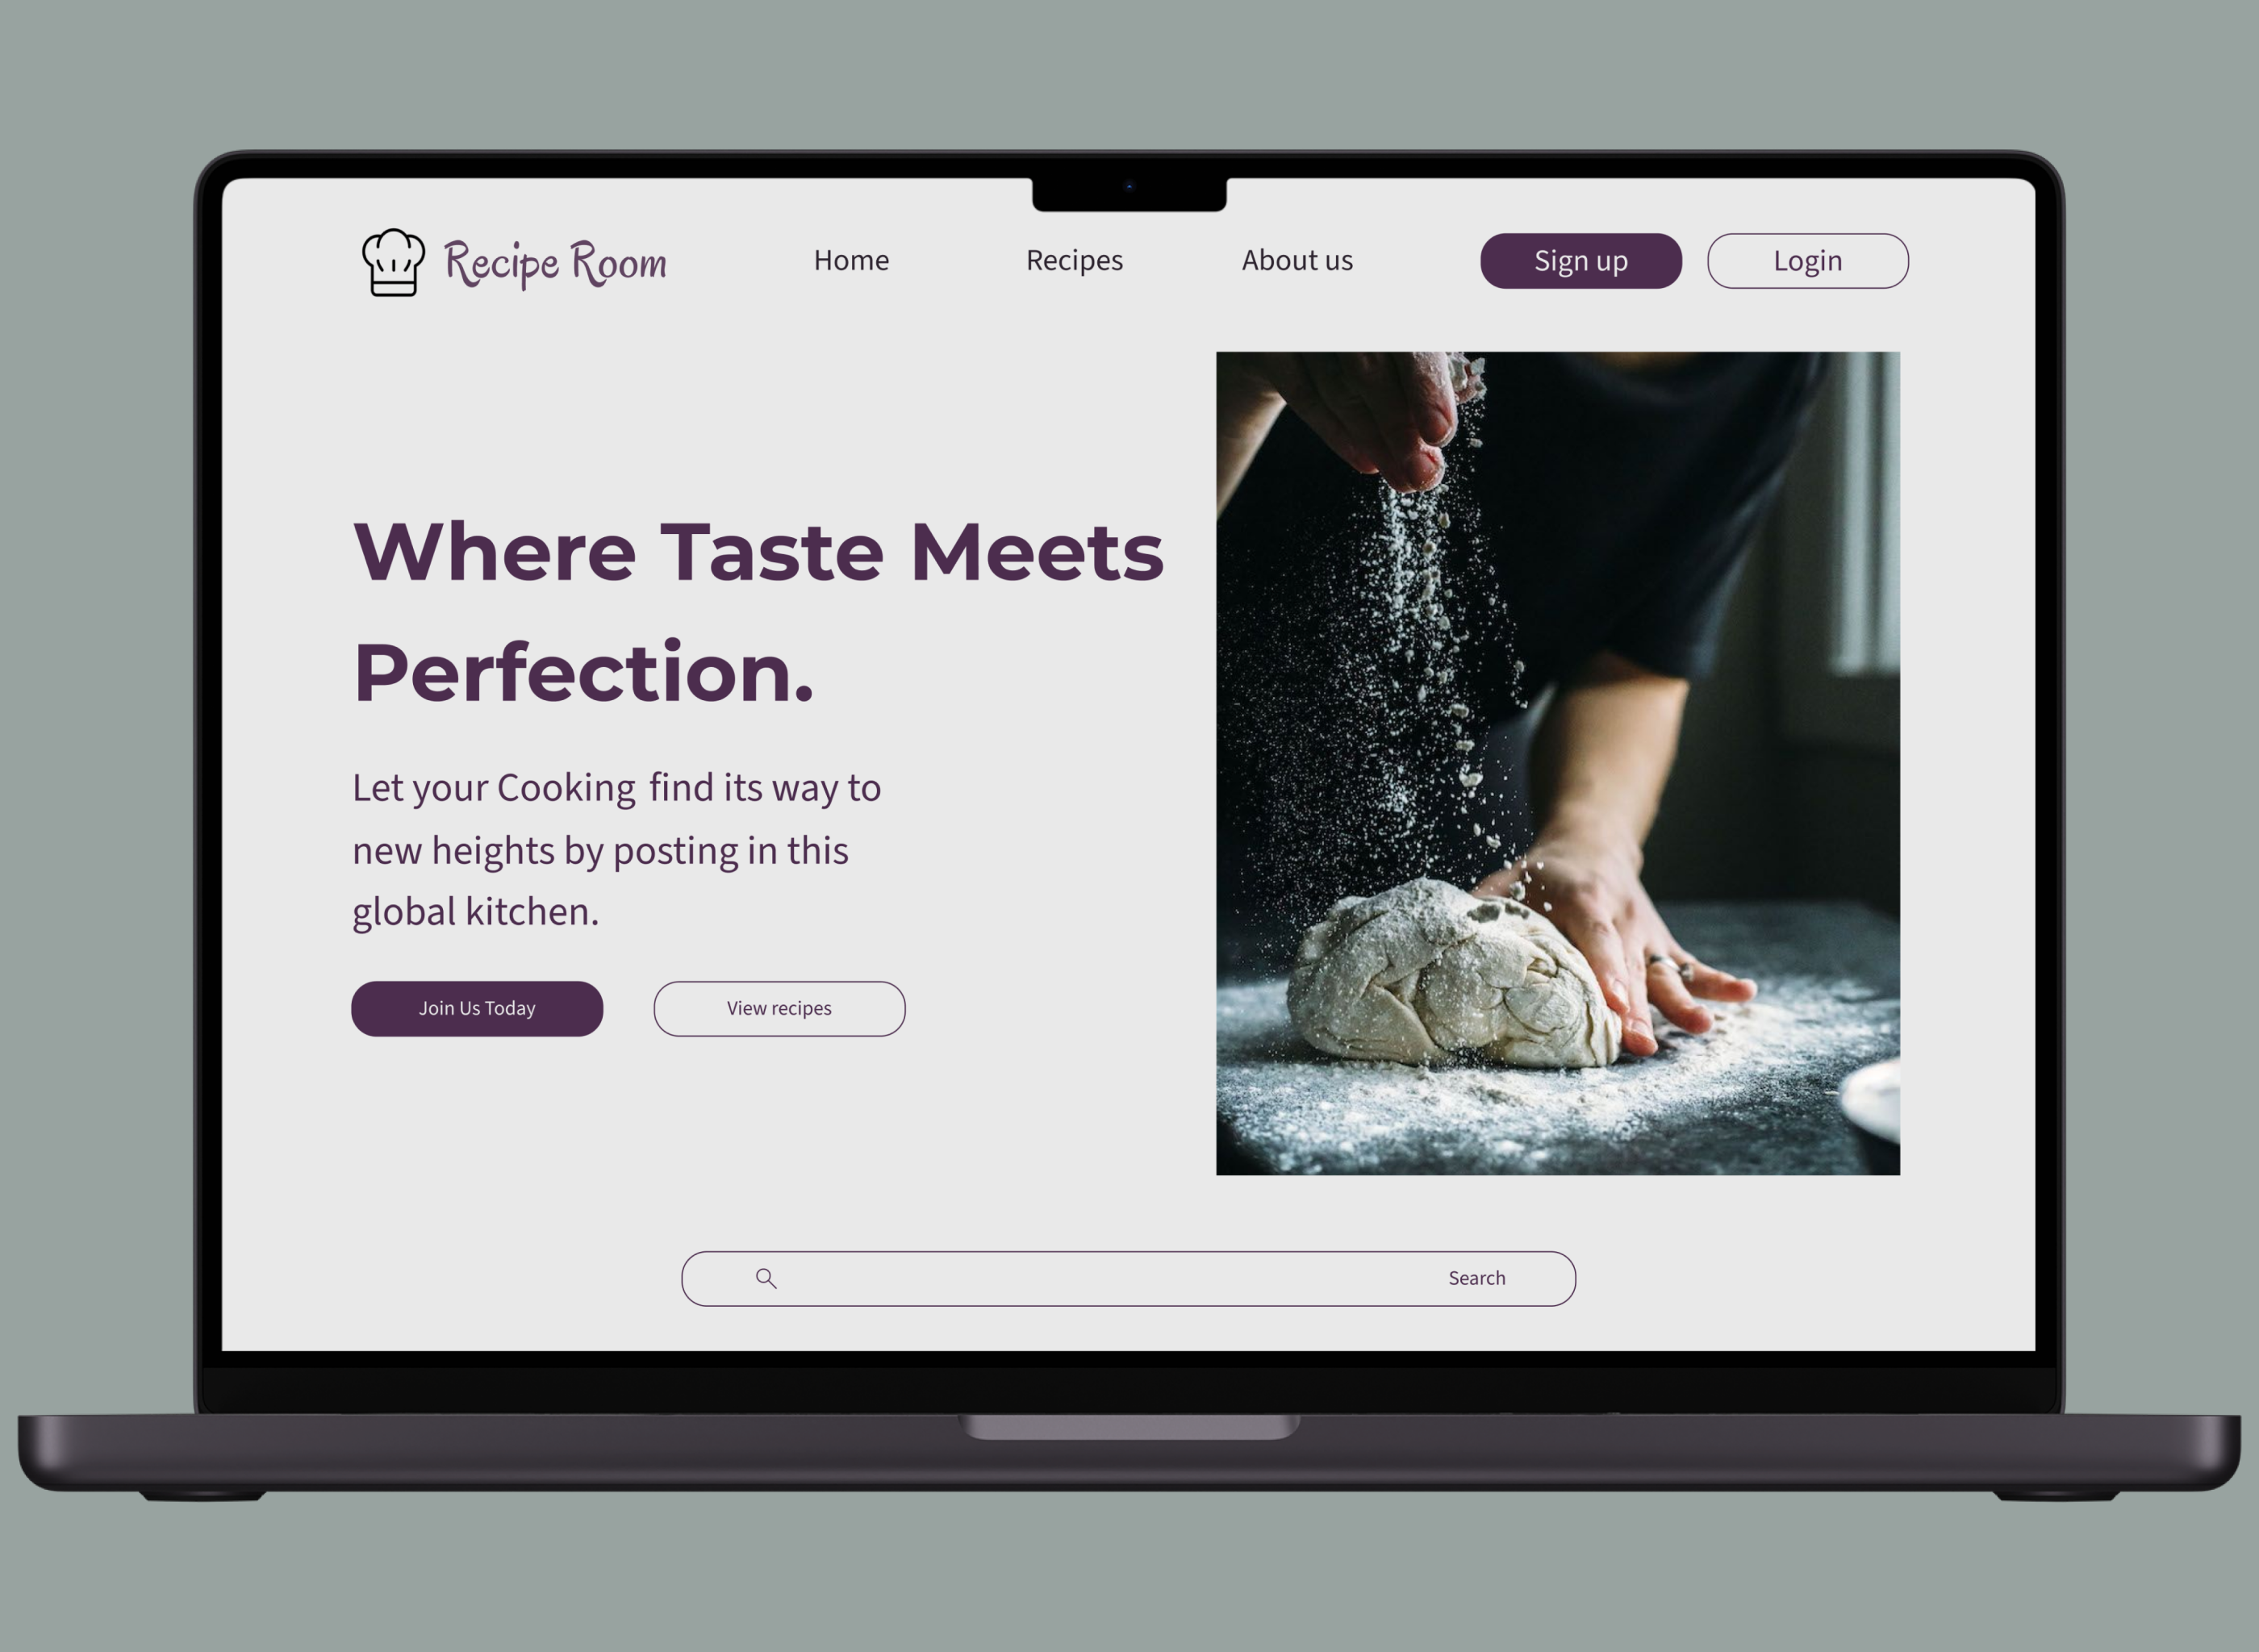 Recipe Room
Home
Recipes
About us
Sign up
Login
Where Taste Meets
Perfection.
Let your Cooking find its way to
new heights by posting in this
global kitchen.
Join Us Today
View recipes
Search